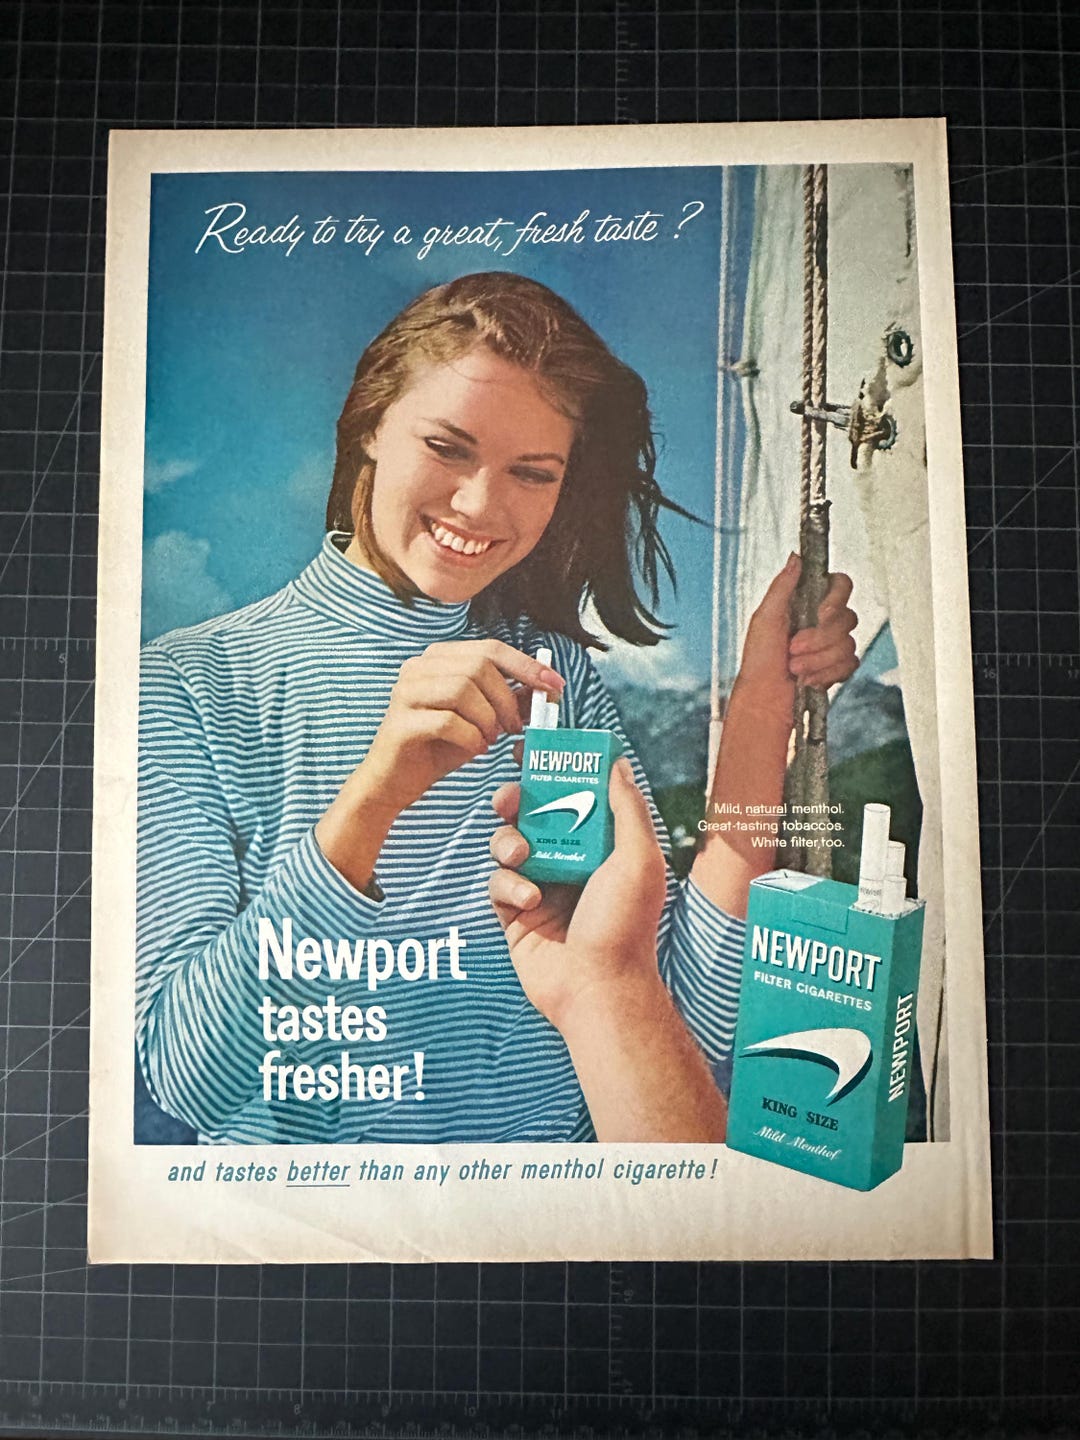 Ready to try a great, fresh taste?
NEWPORT
FILTER CIGARETTES
KING SIZE
Mild Menthol
Mild, natural menthol.
Great-tasting tobaccos.
White filter, too.
Newport
tastes
fresher!
NEWPORT
NEWPORT
FILTER CIGARETTES
NEWPORT
KING SIZE
Mild Menthol
and tastes better than any other menthol cigarette!